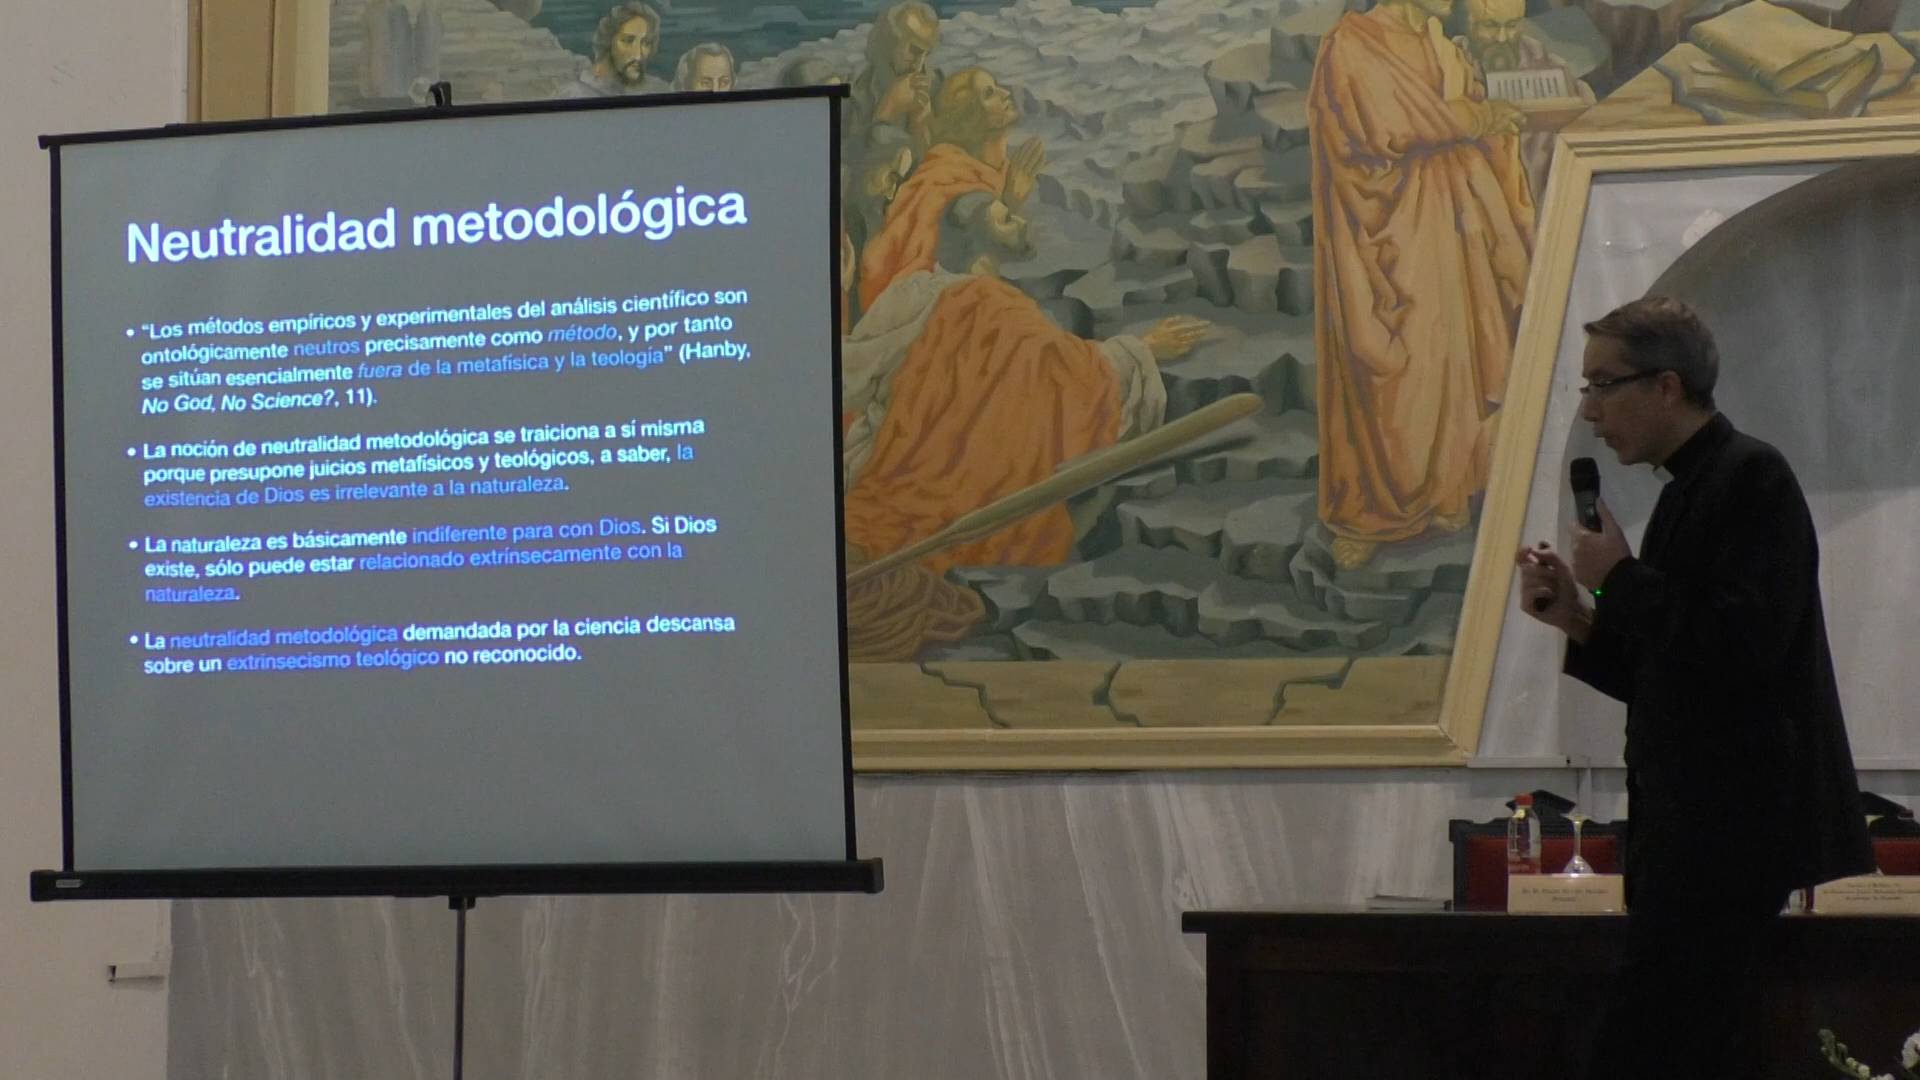 Neutralidad metodológica
• “Los métodos empíricos y experimentales del análisis científico son
ontológicamente neutros precisamente como método, y por tanto
se sitúan esencialmente fuera de la metafísica y la teología” (Hanby,
No God, No Science?, 11).
• La noción de neutralidad metodológica se traiciona a sí misma
porque presupone juicios metafísicos y teológicos, a saber, la
existencia de Dios es irrelevante a la naturaleza.
• La naturaleza es básicamente indiferente para con Dios. Si Dios
existe, sólo puede estar relacionado extrínsecamente con la
naturaleza.
• La neutralidad metodológica demandada por la ciencia descansa
sobre un extrinsecismo teológico no reconocido.